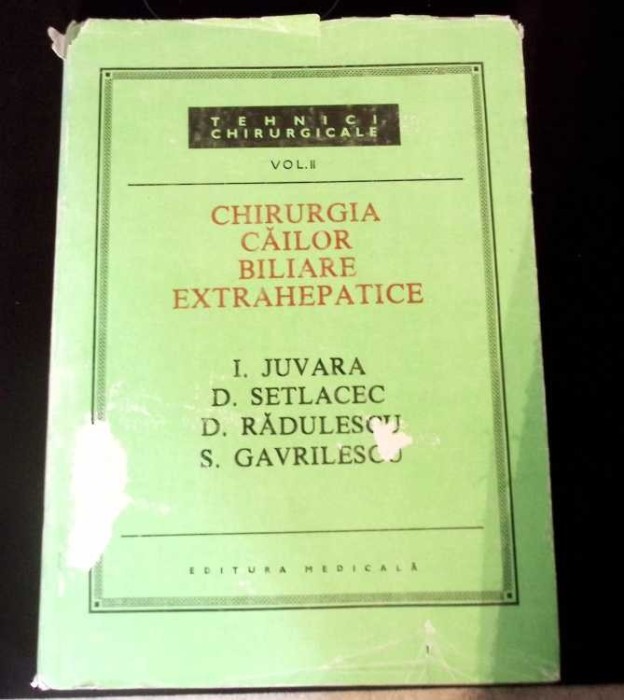 TEHNICI
CHIRURGICALE
VOL. II
CHIRURGIA
CĂILOR
BILIARE
EXTRAHEPATICE
I. JUVARA
D. SETLACEC
D. RĂDULESCU
S. GAVRILESCU
EDITURA MEDICALĂ